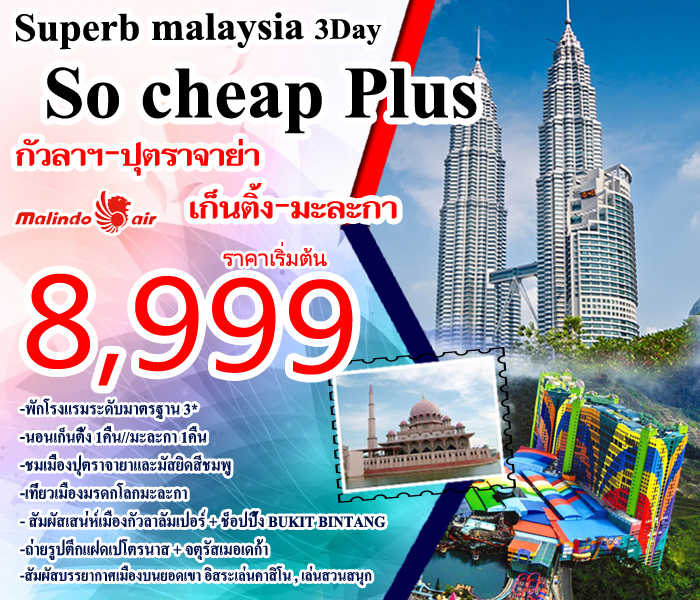 Superb malaysia 3Day
So cheap Plus
กัวลาฯ-ปุตราจาย่า
Malindo air
เก็นติ้ง-มะละกา
ราคาเริ่มต้น
8,999
-พักโรงแรมระดับมาตรฐาน 3*
-นอนเก็นติ้ง 1คืน//มะละกา 1คืน
-ชมเมืองปุตราจายาและมัสยิดสีชมพู
-เที่ยวเมืองมรดกโลกมะละกา
- สัมผัสเสน่ห์เมืองกัวลาลัมเปอร์ + ช็อปปิ้ง BUKIT BINTANG
-ถ่ายรูปตึกแฝดเปโตรนาส + จตุรัสเมอเดก้า
-สัมผัสบรรยากาศเมืองบนยอดเขา อิสระเล่นคาสิโน , เล่นสวนสนุก